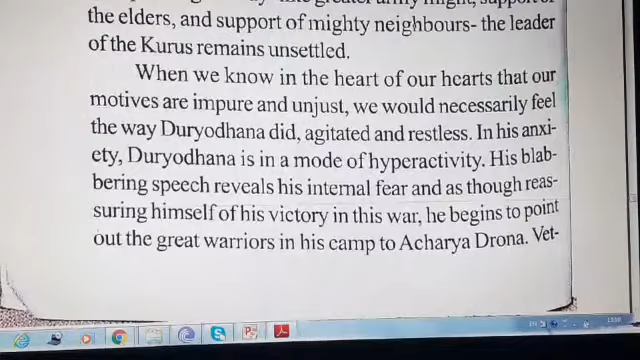 the elders, and support of mighty neighbours- the leader
of the Kurus remains unsettled.
When we know in the heart of our hearts that our
motives are impure and unjust, we would necessarily feel
the way Duryodhana did, agitated and restless. In his anxi-
ety, Duryodhana is in a mode of hyperactivity. His blab-
bering speech reveals his internal fear and as though reas-
suring himself of his victory in this war, he begins to point
out the great warriors in his camp to Acharya Drona. Vet-